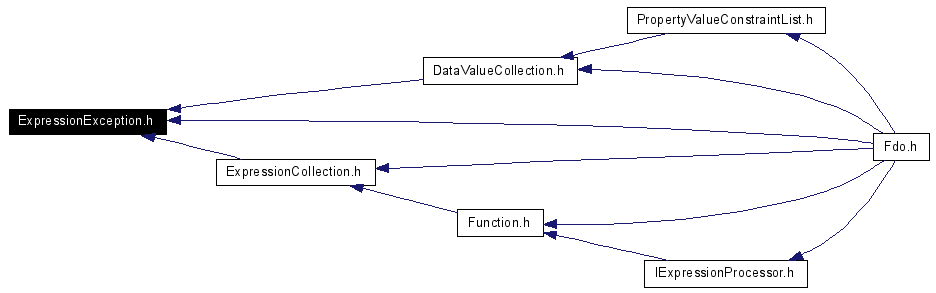 PropertyValueConstraintList.h
DataValueCollection.h
ExpressionException.h
Fdo.h
ExpressionCollection.h
Function.h
IExpressionProcessor.h